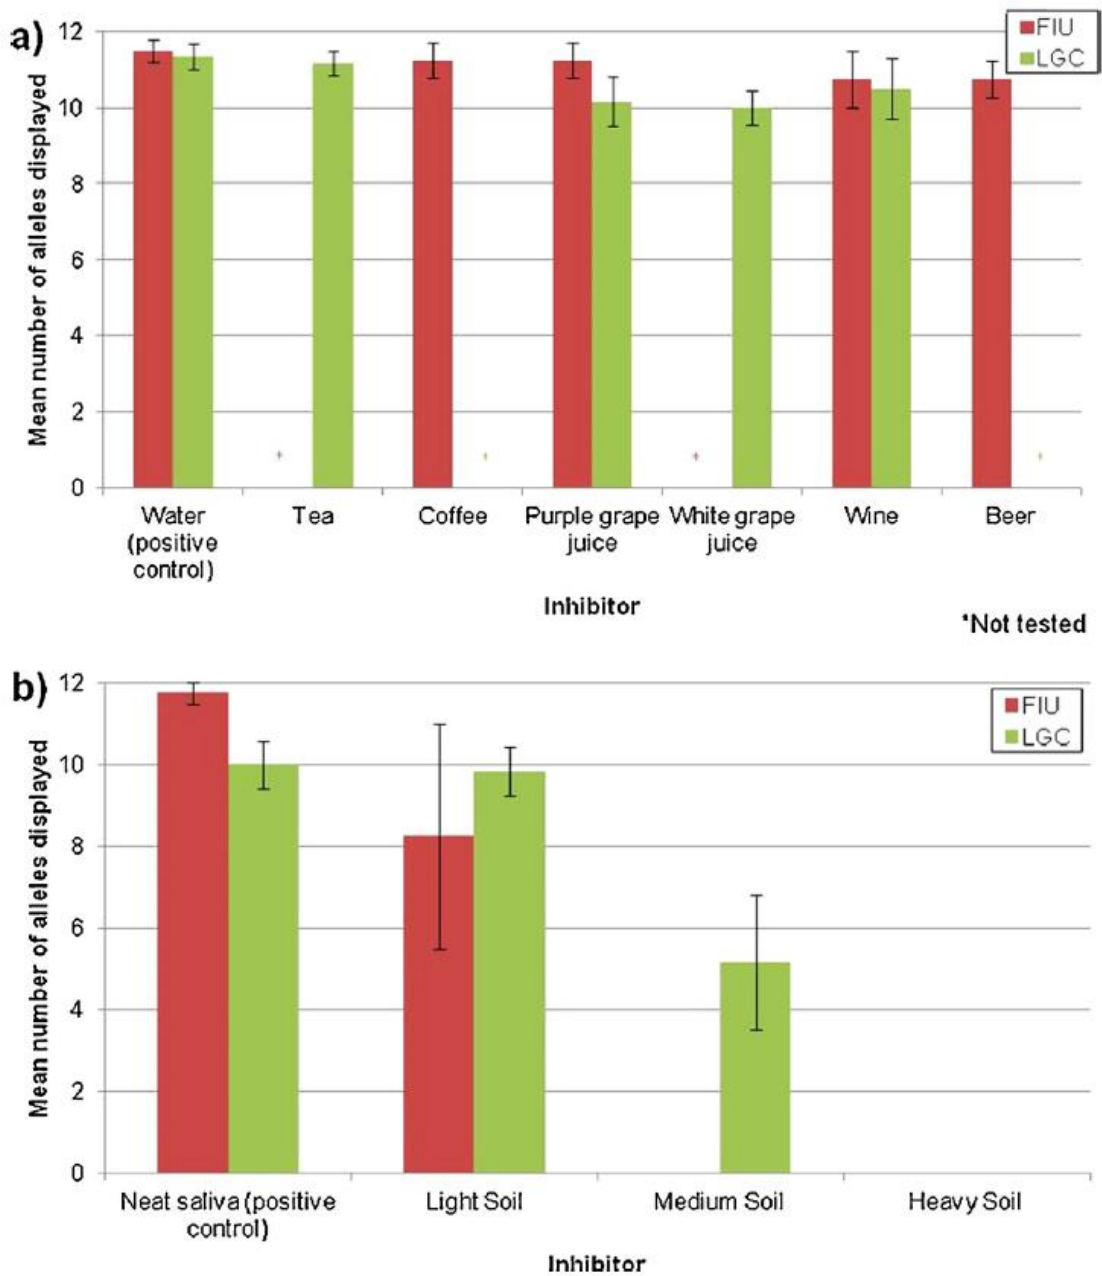 a)
12
10
8
6
4
2
0
Mean number of alleles displayed
FIU
LGC
*
*
*
*
Water (positive control)
Tea
Coffee
Purple grape juice
White grape juice
Wine
Beer
Inhibitor
*Not tested
b)
12
10
8
6
4
2
0
Mean number of alleles displayed
FIU
LGC
Neat saliva (positive control)
Light Soil
Medium Soil
Heavy Soil
Inhibitor